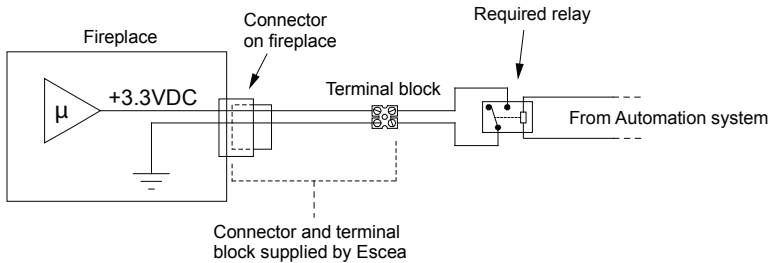 Required relay
Connector
on fireplace
Fireplace
Terminal block
+3.3VDC
µ
From Automation system
Connector and terminal
block supplied by Escea